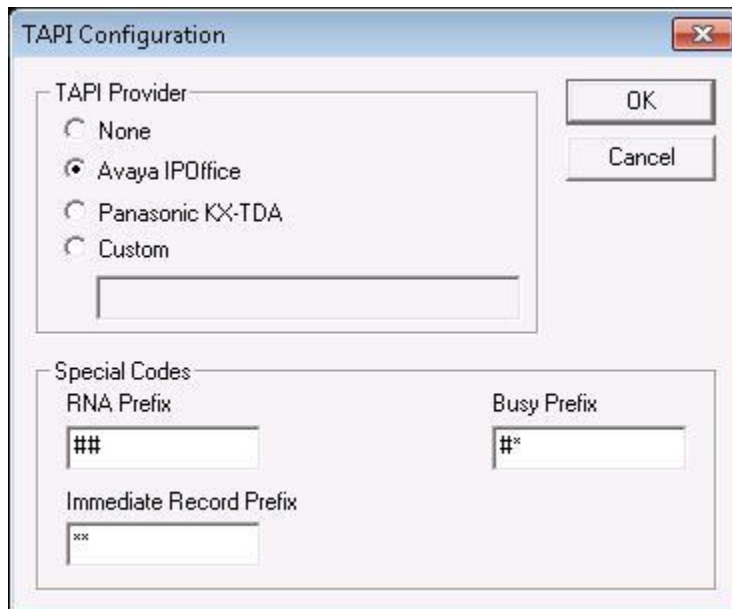 TAPI Configuration
TAPI Provider
OK
None
Cancel
Avaya IPOffice
Panasonic KX-TDA
Custom
Special Codes
RNA Prefix
Busy Prefix
##
#*
Immediate Record Prefix
**